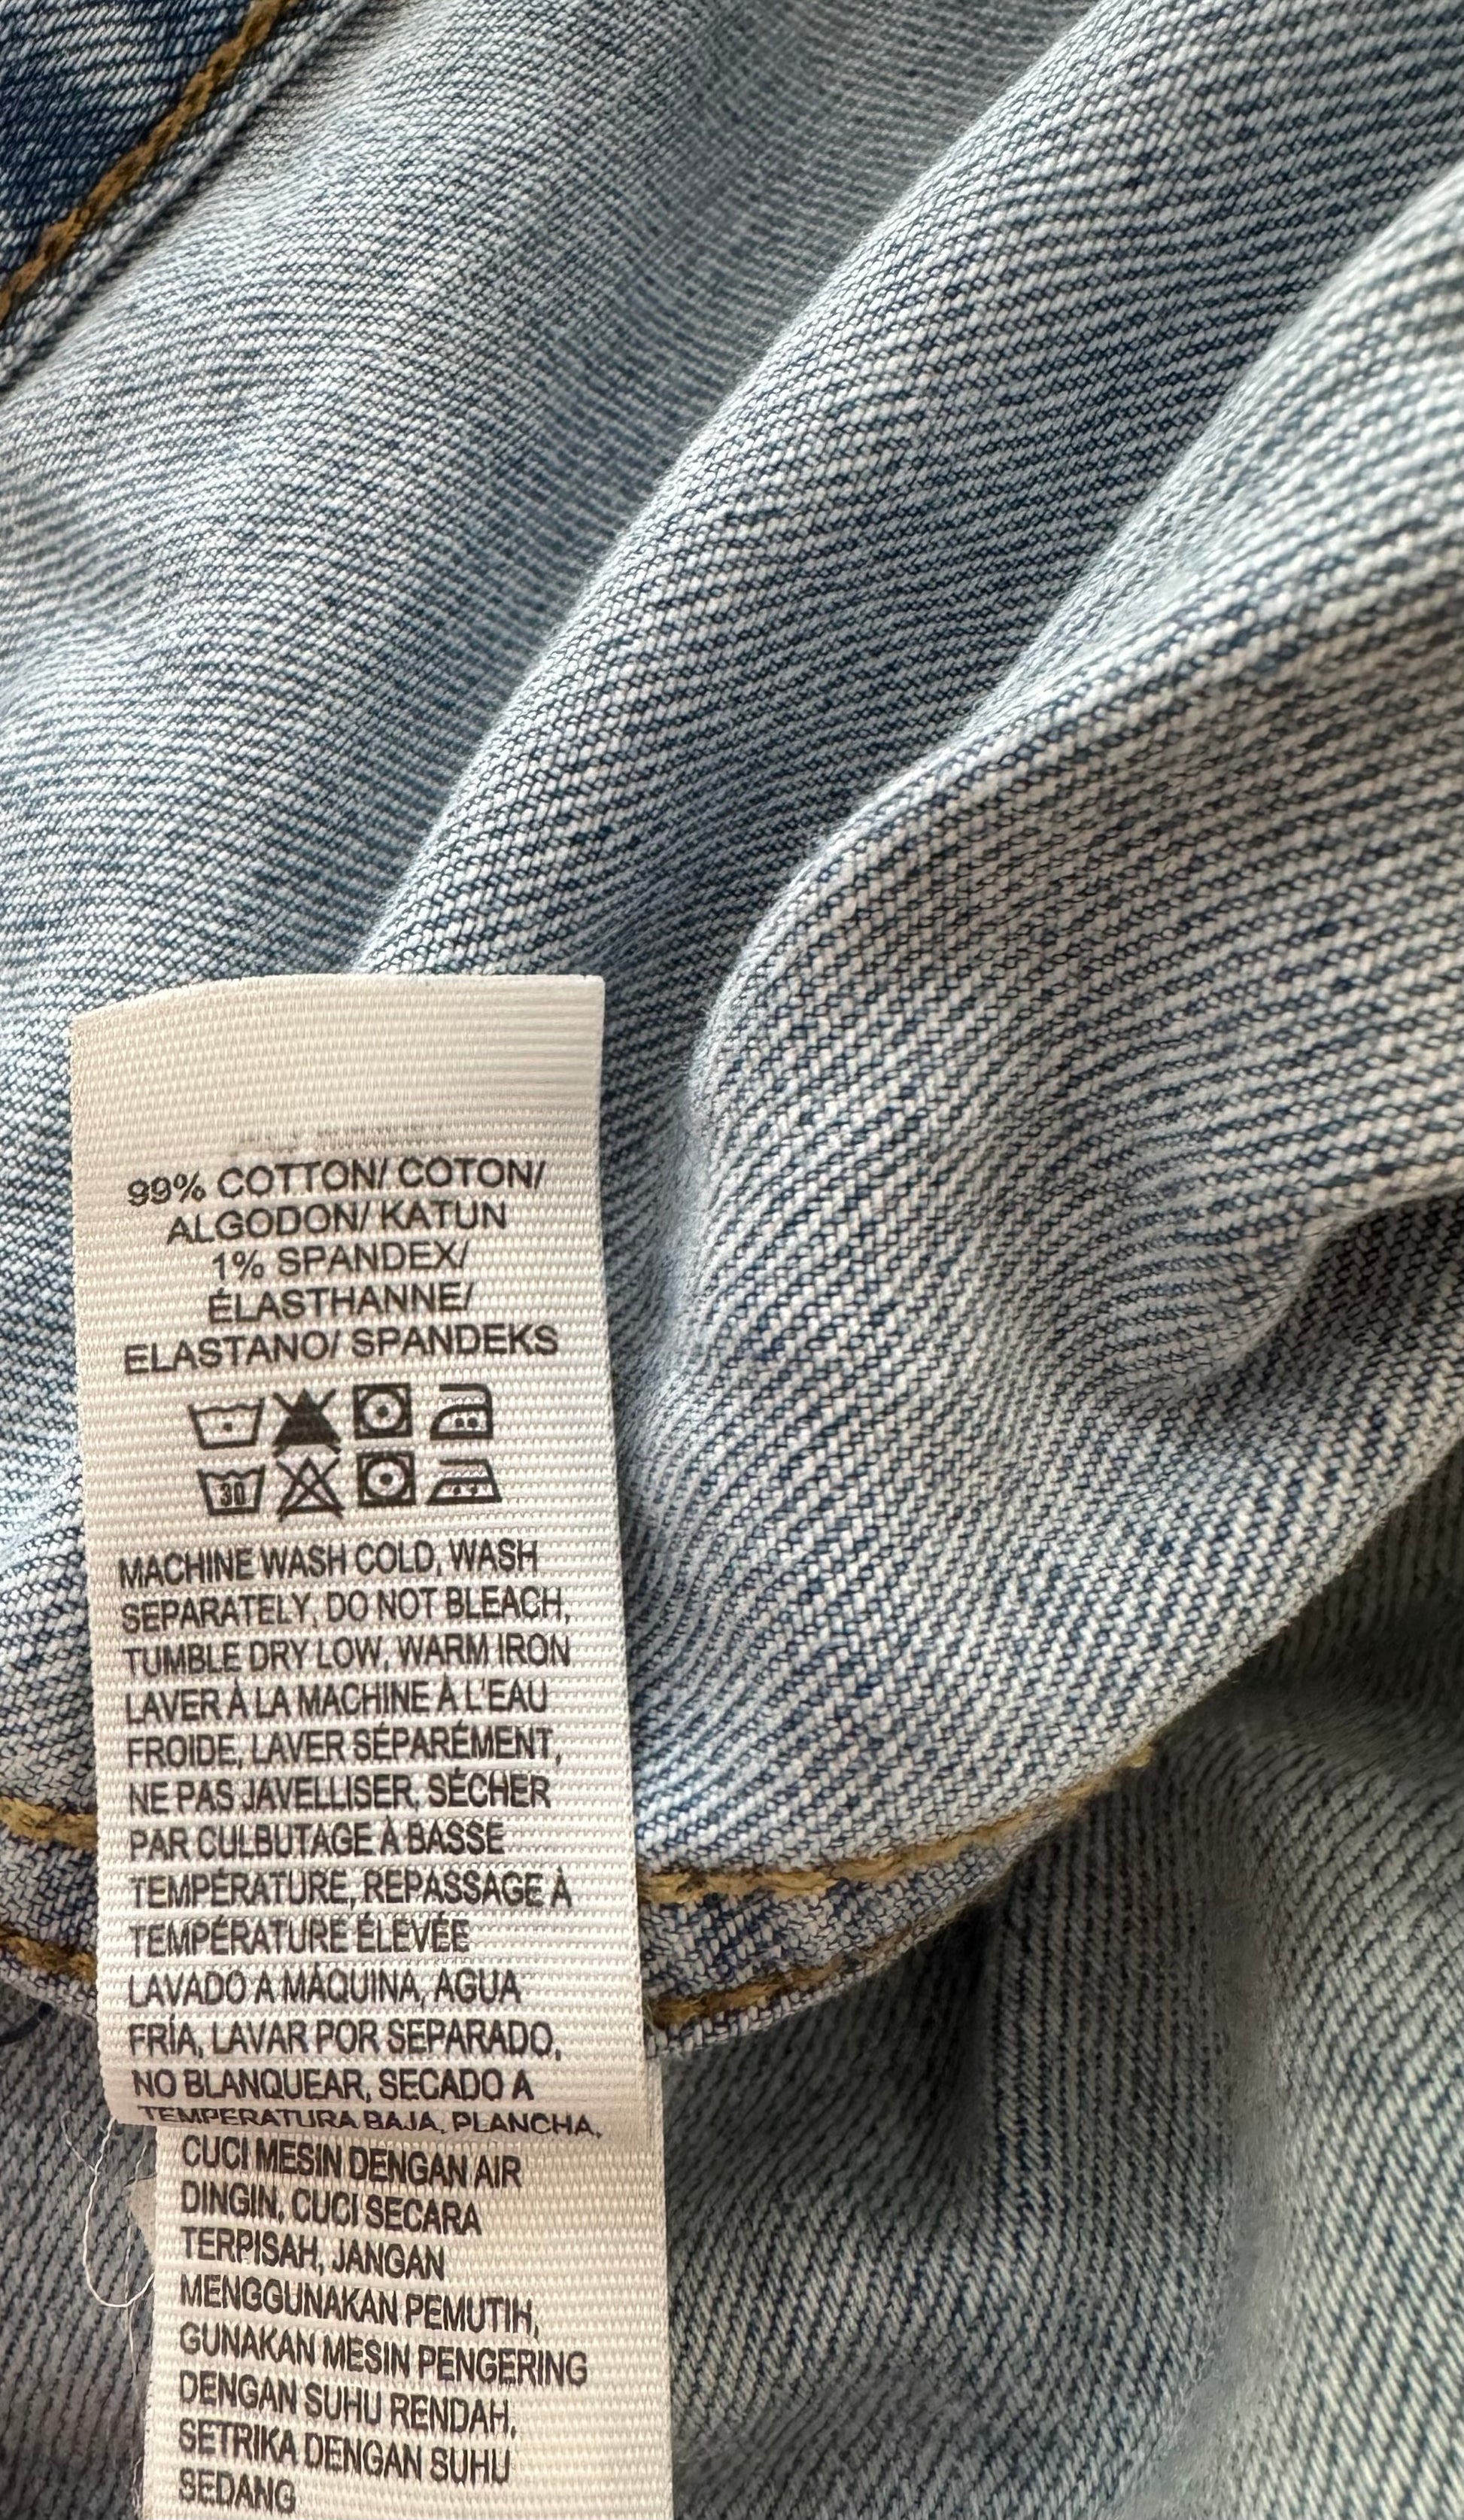 99% COTTON/ COTON/
ALGODON/ KATUN
1% SPANDEX/
ÉLASTHANNE/
ELASTANO/ SPANDEKS
30
MACHINE WASH COLD, WASH
SEPARATELY, DO NOT BLEACH,
TUMBLE DRY LOW, WARM IRON
LAVER À LA MACHINE À L'EAU
FROIDE, LAVER SÉPARÉMENT,
NE PAS JAVELLISER, SÉCHER
PAR CULBUTAGE À BASSE
TEMPÉRATURE, REPASSAGE À
TEMPÉRATURE ÉLEVÉE
LAVADO A MÁQUINA, AGUA
FRÍA, LAVAR POR SEPARADO,
NO BLANQUEAR, SECADO A
TEMPERATURA BAJA, PLANCHA,
CUCI MESIN DENGAN AIR
DINGIN, CUCI SECARA
TERPISAH, JANGAN
MENGGUNAKAN PEMUTIH,
GUNAKAN MESIN PENGERING
DENGAN SUHU RENDAH,
SETRIKA DENGAN SUHU
SEDANG